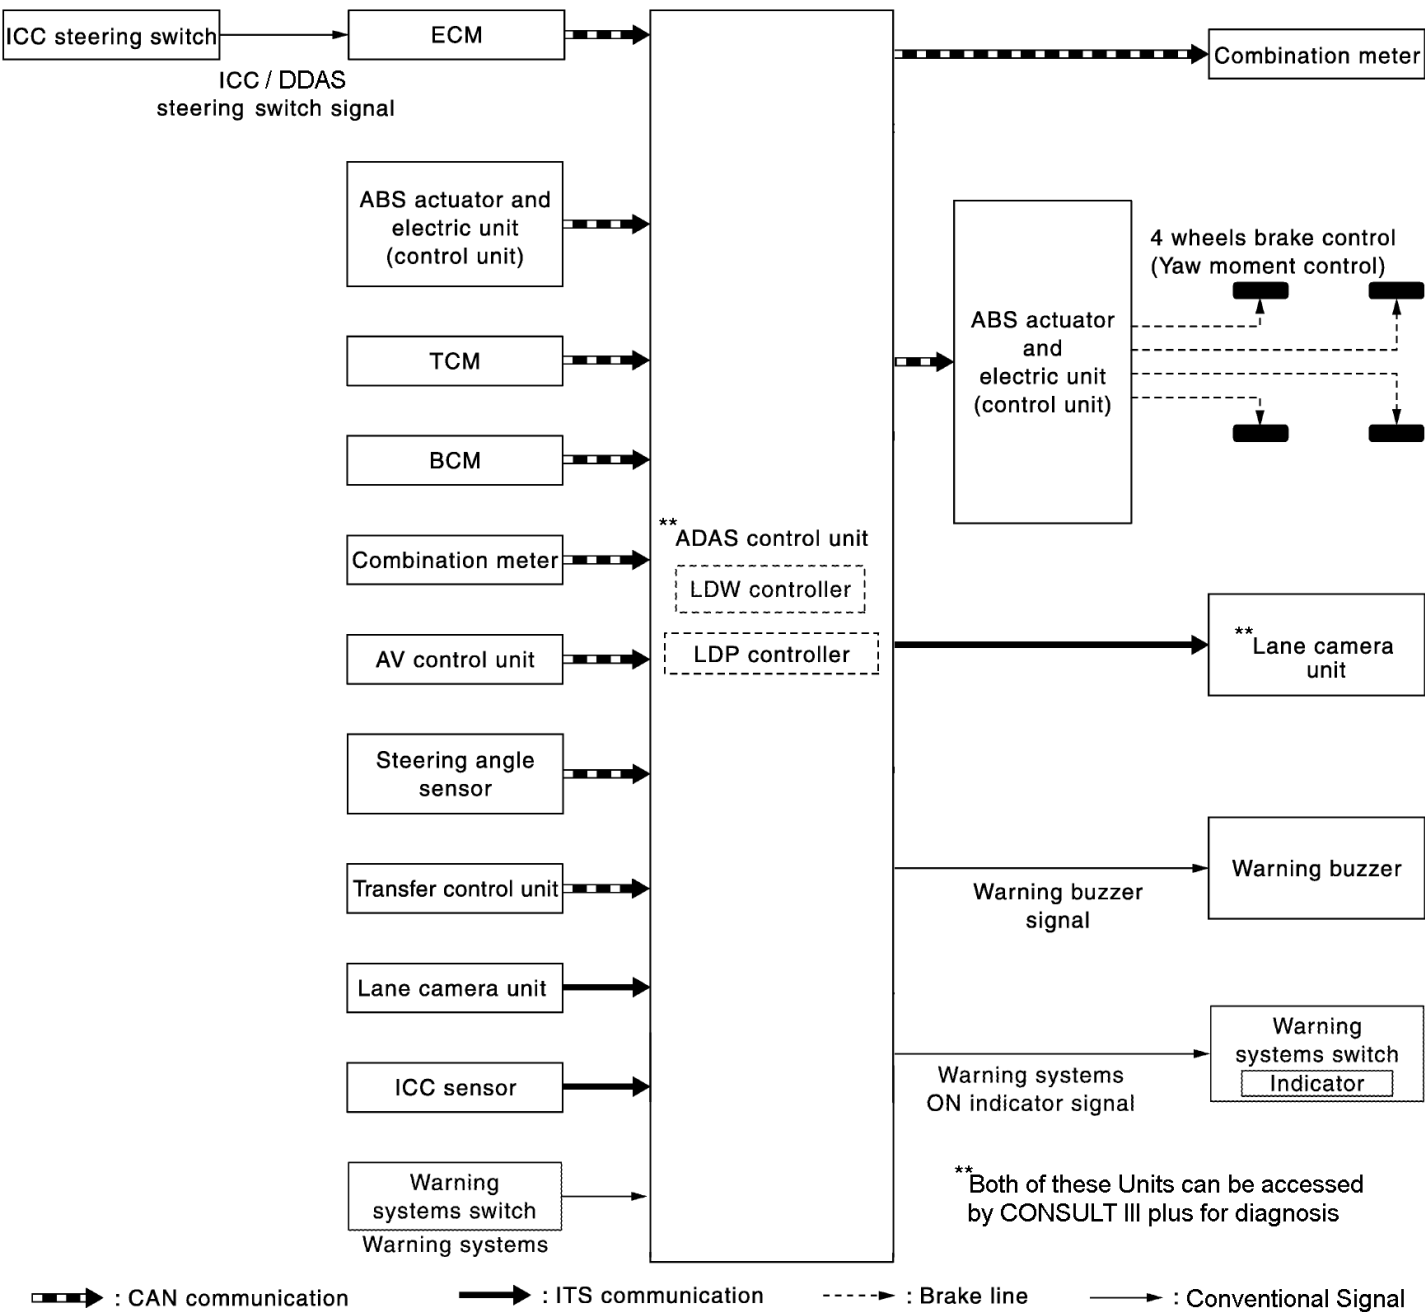 ICC steering switch
ICC / DDAS
steering switch signal
ECM
ABS actuator and
electric unit
(control unit)
TCM
BCM
Combination meter
AV control unit
Steering angle
sensor
Transfer control unit
Lane camera unit
ICC sensor
Warning
systems switch
Warning systems
**ADAS control unit
LDW controller
LDP controller
Combination meter
ABS actuator
and
electric unit
(control unit)
4 wheels brake control
(Yaw moment control)
**Lane camera
unit
Warning buzzer
signal
Warning buzzer
Warning systems
ON indicator signal
Warning
systems switch
Indicator
**Both of these Units can be accessed
by CONSULT III plus for diagnosis
: CAN communication
: ITS communication
: Brake line
: Conventional Signal